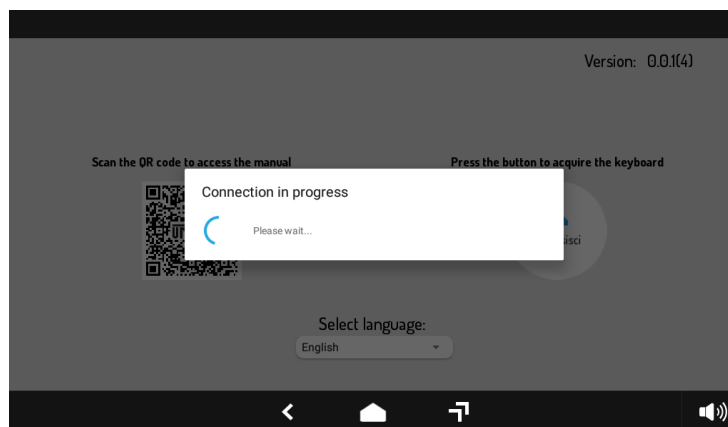 Version: 0.0.1(4)
Scan the QR code to access the manual
Press the button to acquire the keyboard
Connection in progress
Please wait...
Select language:
English